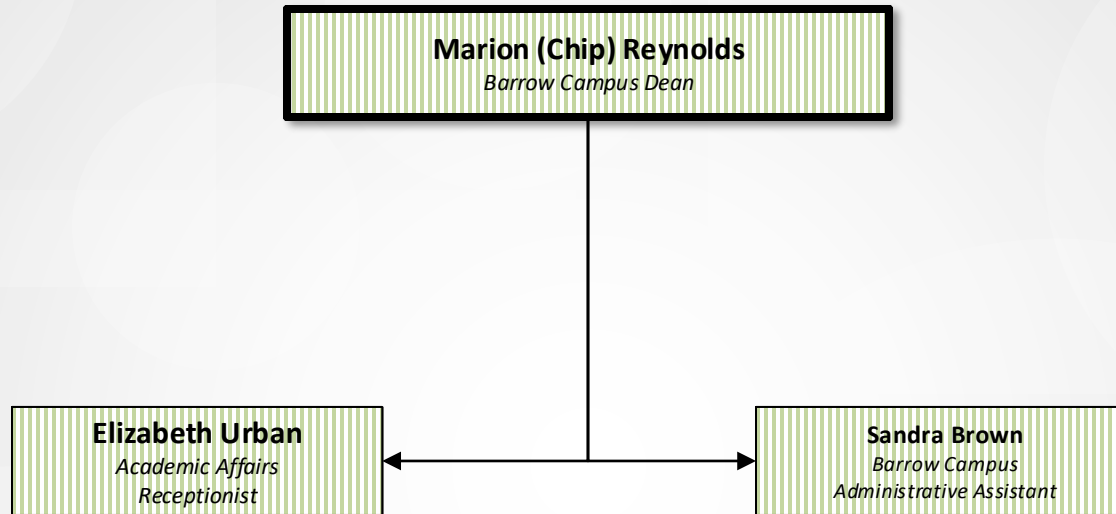 Marion (Chip) Reynolds
Barrow Campus Dean
Elizabeth Urban
Academic Affairs
Receptionist
Sandra Brown
Barrow Campus
Administrative Assistant